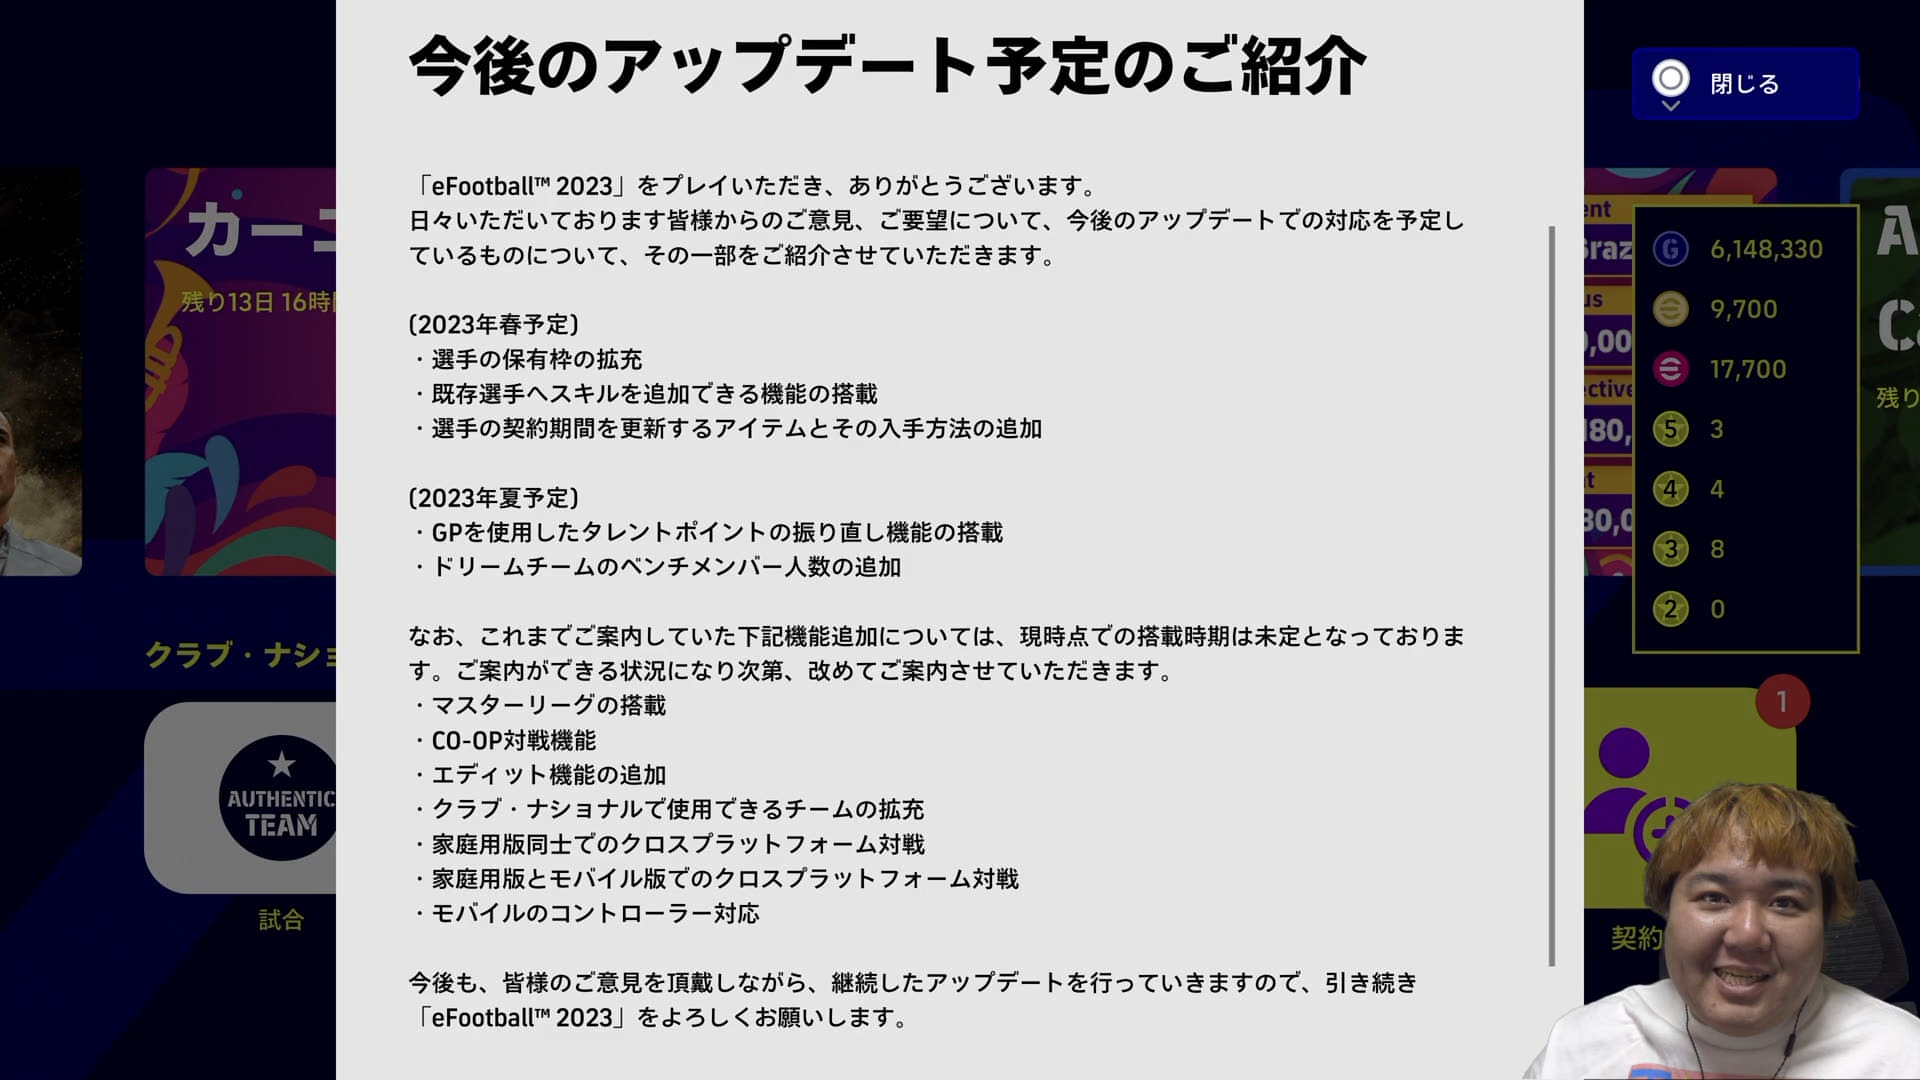 今後のアップデート予定のご紹介
閉じる
「eFootball™ 2023」をプレイいただき、ありがとうございます。
日々いただいております皆様からのご意見、ご要望について、今後のアップデートでの対応を予定し
ているものについて、その一部をご紹介させていただきます。
(2023年春予定)
・選手の保有枠の拡充
・既存選手へスキルを追加できる機能の搭載
・選手の契約期間を更新するアイテムとその入手方法の追加
(2023年夏予定)
・GPを使用したタレントポイントの振り直し機能の搭載
・ドリームチームのベンチメンバー人数の追加
なお、これまでご案内していた下記機能追加については、現時点での搭載時期は未定となっておりま
す。ご案内ができる状況になり次第、改めてご案内させていただきます。
・マスターリーグの搭載
・CO-OP対戦機能
・エディット機能の追加
・クラブ・ナショナルで使用できるチームの拡充
・家庭用版同士でのクロスプラットフォーム対戦
・家庭用版とモバイル版でのクロスプラットフォーム対戦
・モバイルのコントローラー対応
今後も、皆様のご意見を頂戴しながら、継続したアップデートを行っていきますので、引き続き
「eFootball™ 2023」をよろしくお願いします。
カーニ
残り13日 16時
クラブ・ナショ
AUTHENTIC
TEAM
試合
G 6,148,330
9,700
17,700
5 3
4 4
3 8
2 0
1
契約
残り